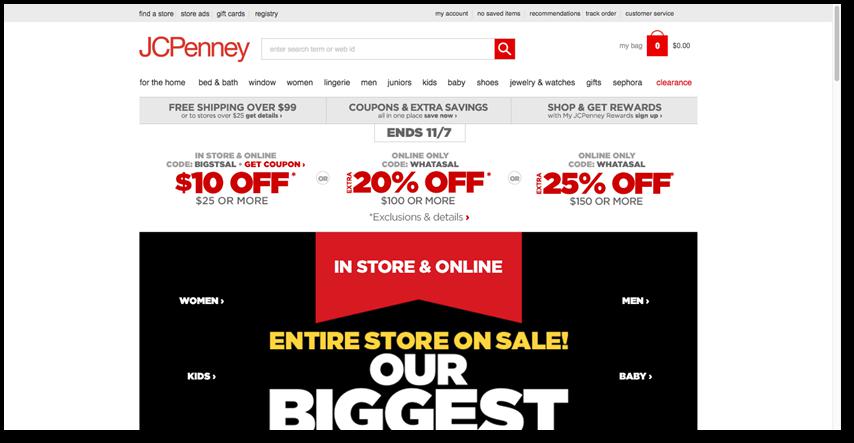 find a store store ads gift cards registry my account no saved items recommendations track order customer service
JCPenney enter search term or web id my bag 0 $0.00
for the home bed & bath window women lingerie men juniors kids baby shoes jewelry & watches gifts sephora clearance
FREE SHIPPING OVER $99 COUPONS & EXTRA SAVINGS SHOP & GET REWARDS
or to stores over $25 get details › all in one place save now › with My JCPenney Rewards sign up ›
ENDS 11/7
IN STORE & ONLINE ONLINE ONLY ONLINE ONLY
CODE: BIGSTSAL + GET COUPON › CODE: WHATASAL CODE: WHATASAL
$10 OFF* OR EXTRA 20% OFF* OR EXTRA 25% OFF*
$25 OR MORE $100 OR MORE $150 OR MORE
*Exclusions & details ›
IN STORE & ONLINE
WOMEN › MEN ›
ENTIRE STORE ON SALE!
OUR
KIDS › BABY ›
BIGGEST